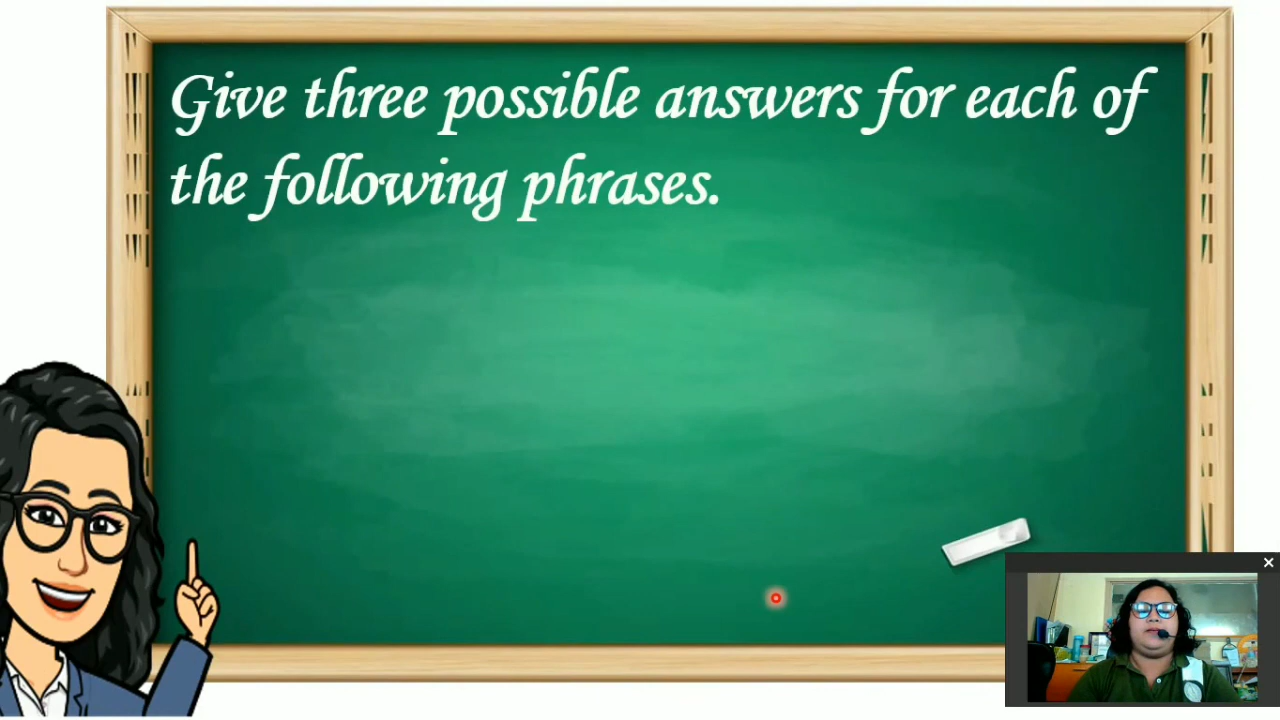 Give three possible answers for each of
the following phrases.